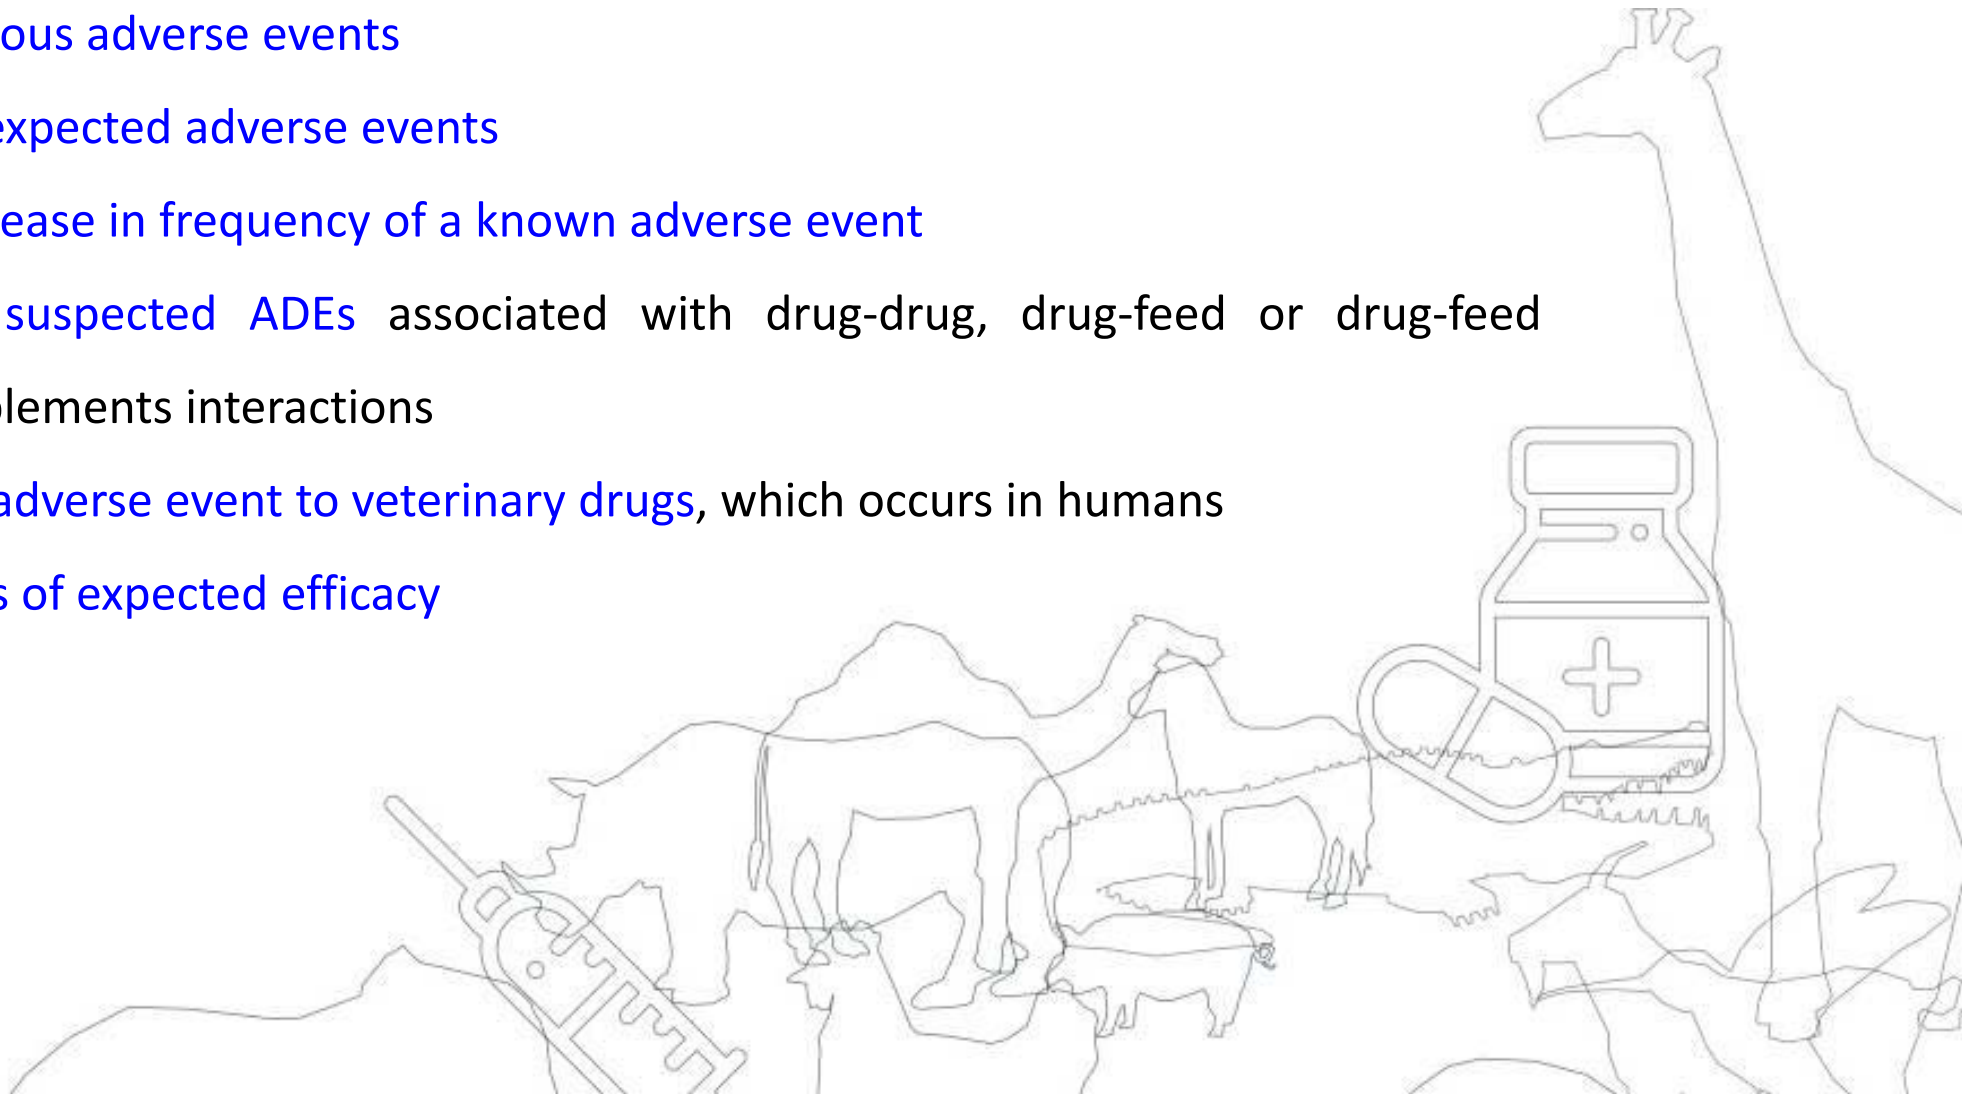 ous adverse events
expected adverse events
ease in frequency of a known adverse event
suspected ADEs associated with drug-drug, drug-feed or drug-feed
lements interactions
adverse event to veterinary drugs, which occurs in humans
s of expected efficacy